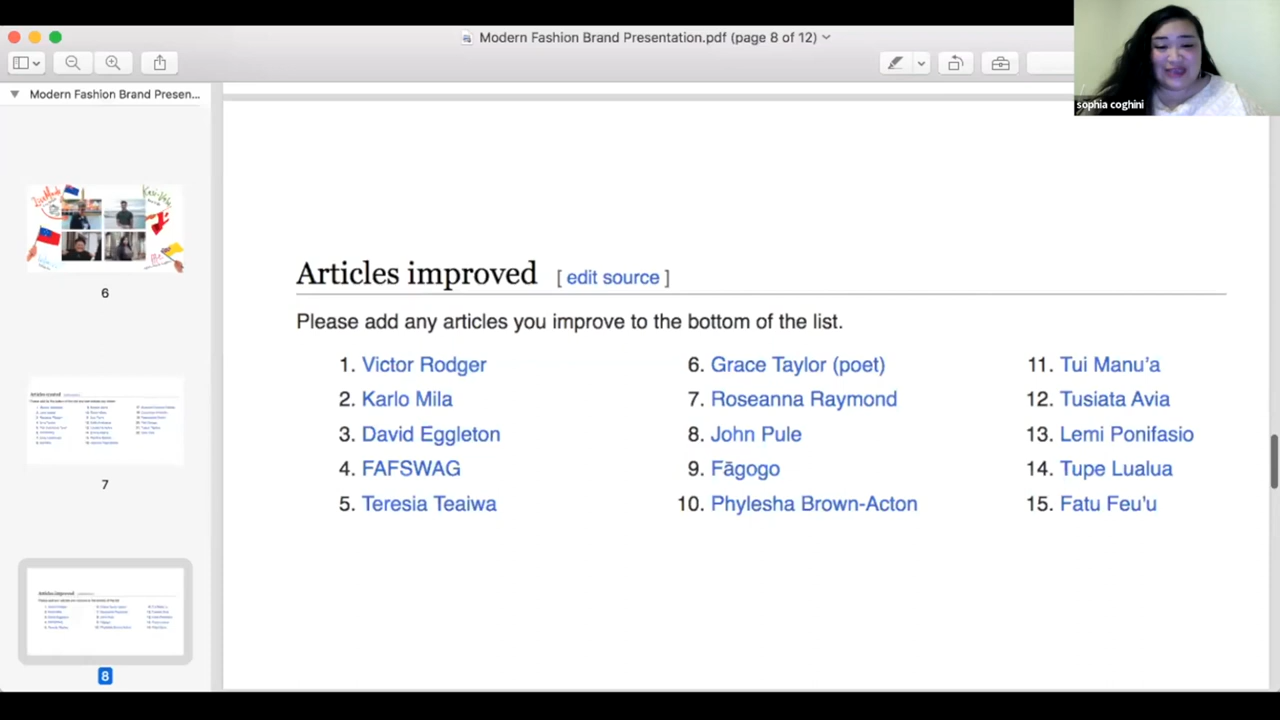 Modern Fashion Brand Presentation.pdf (page 8 of 12)
sophia coghini
Modern Fashion Brand Presen...
6
7
8
Articles improved [ edit source ]
Please add any articles you improve to the bottom of the list.
1. Victor Rodger
2. Karlo Mila
3. David Eggleton
4. FAFSWAG
5. Teresia Teaiwa
6. Grace Taylor (poet)
7. Roseanna Raymond
8. John Pule
9. Fāgogo
10. Phylesha Brown-Acton
11. Tui Manu'a
12. Tusiata Avia
13. Lemi Ponifasio
14. Tupe Lualua
15. Fatu Feu'u